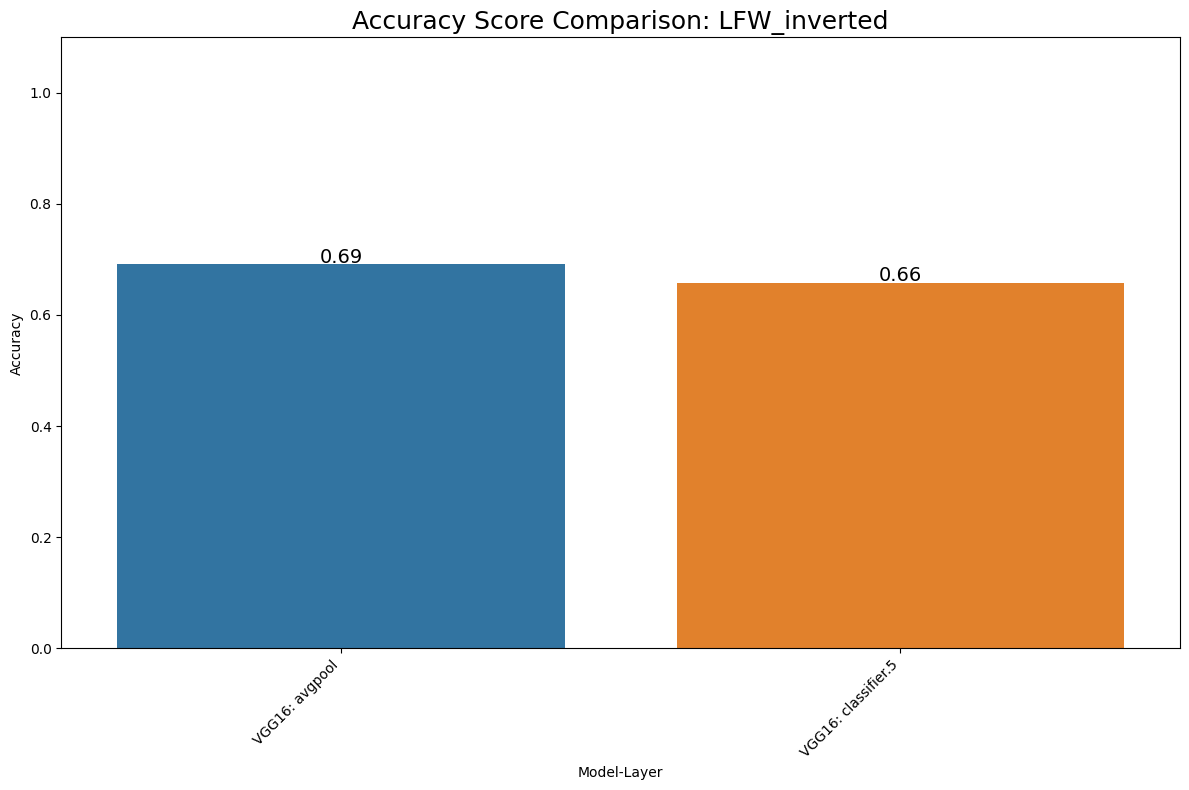 Accuracy Score Comparison: LFW_inverted
Accuracy
1.0
0.8
0.6
0.4
0.2
0.0
0.69
0.66
VGG16: avgpool
VGG16: classifier.5
Model-Layer